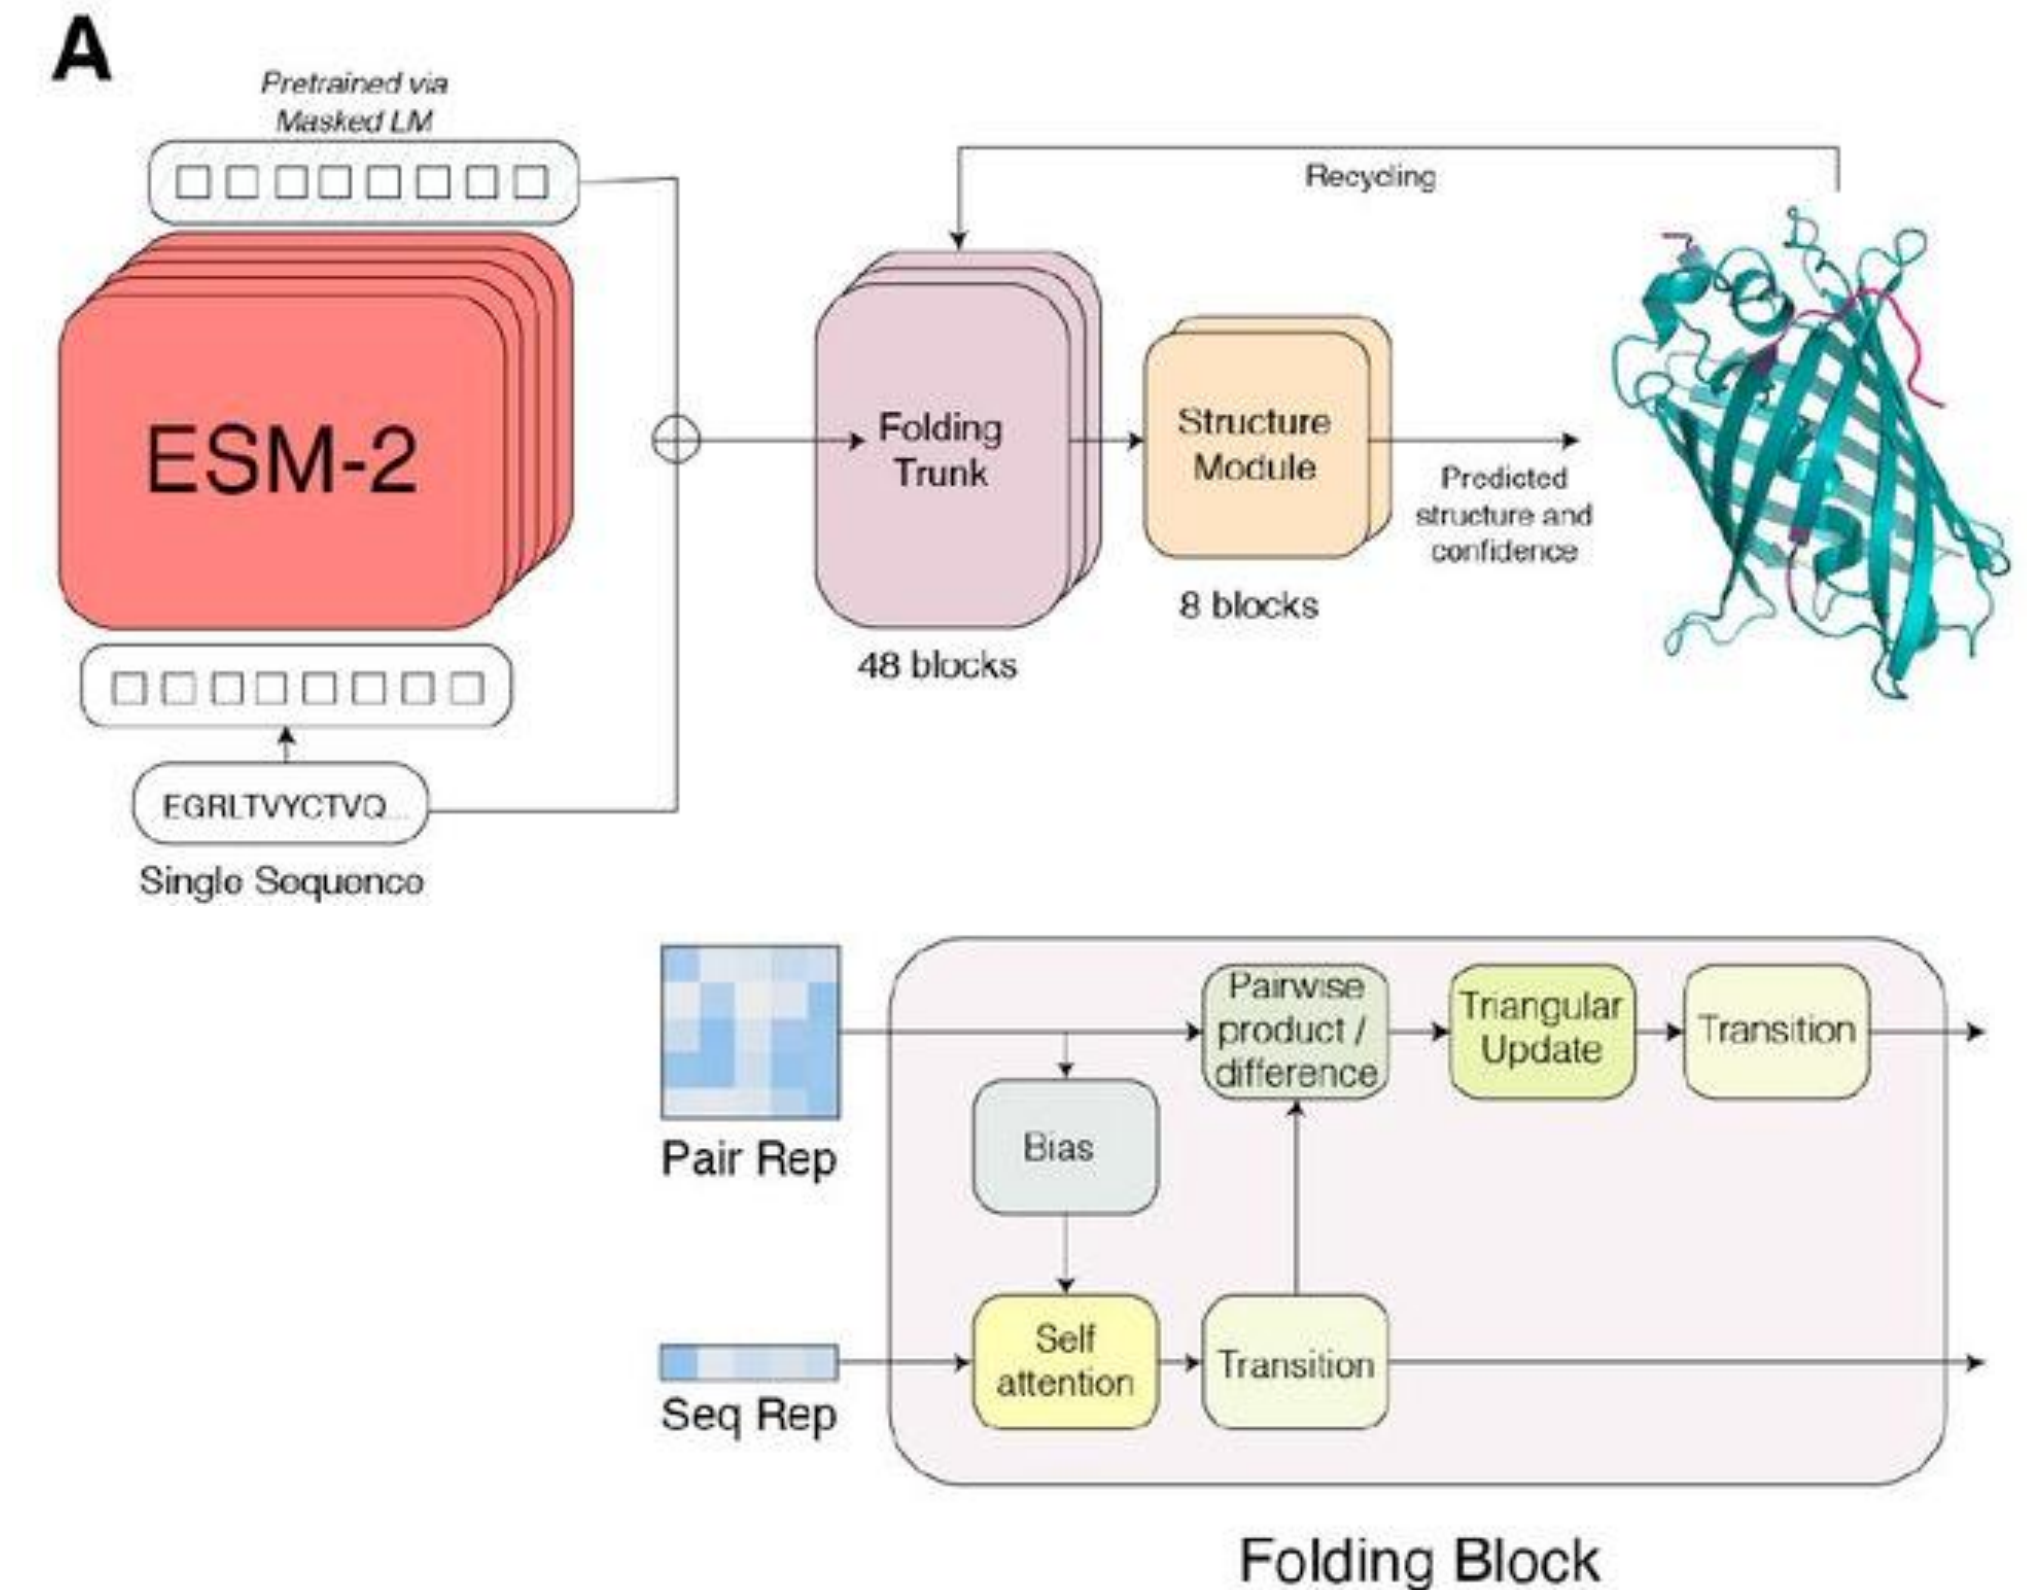 A
Pretrained via
Masked LM
Recycling
ESM-2
Folding
Trunk
Structure
Module
Predicted
structure and
confidence
8 blocks
48 blocks
EGRLTVYYCTVQ...
Single Sequence
Pairwise
product /
difference
Triangular
Update
Transition
Bias
Pair Rep
Self
attention
Transition
Seq Rep
Folding Block